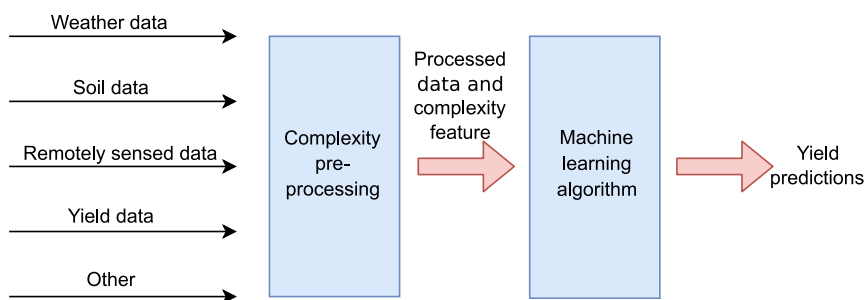 Weather data
Soil data
Remotely sensed data
Yield data
Other
Complexity
pre-
processing
Processed
data and
complexity
feature
Machine
learning
algorithm
Yield
predictions